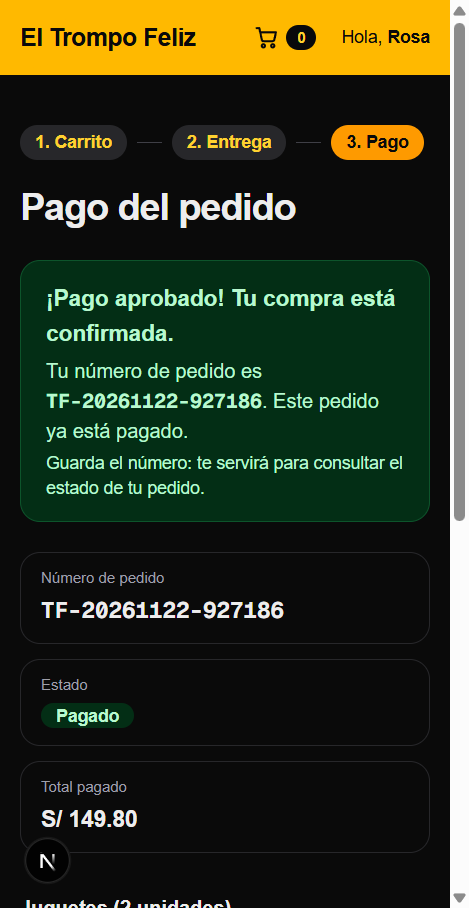 El Trompo Feliz
0
Hola, Rosa
1. Carrito
2. Entrega
3. Pago
Pago del pedido
¡Pago aprobado! Tu compra está
confirmada.
Tu número de pedido es
TF-20261122-927186. Este pedido
ya está pagado.
Guarda el número: te servirá para consultar el
estado de tu pedido.
Número de pedido
TF-20261122-927186
Estado
Pagado
Total pagado
S/ 149.80
N
Juguetes (2 unidades)